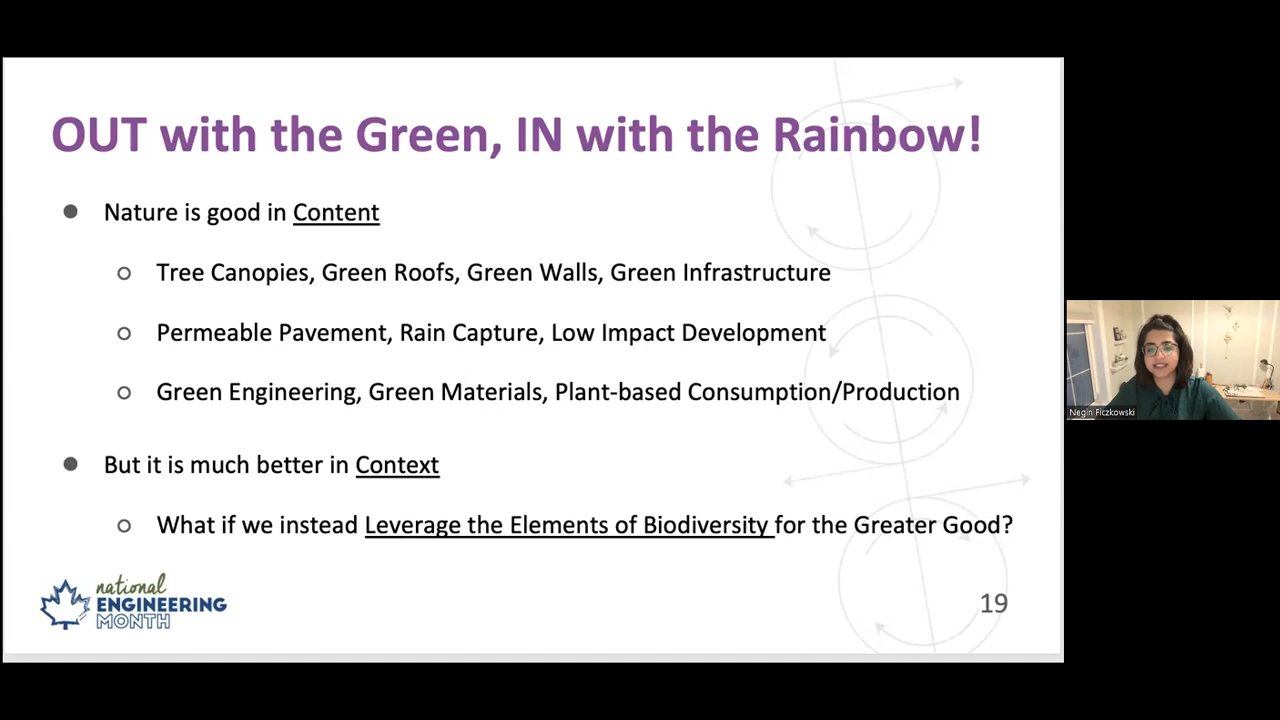 OUT with the Green, IN with the Rainbow!
Nature is good in Content
Tree Canopies, Green Roofs, Green Walls, Green Infrastructure
Permeable Pavement, Rain Capture, Low Impact Development
Green Engineering, Green Materials, Plant-based Consumption/Production
But it is much better in Context
What if we instead Leverage the Elements of Biodiversity for the Greater Good?
national
ENGINEERING
MONTH
19
Negin Ficzkowski